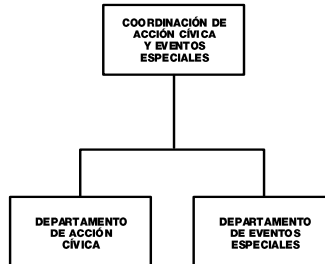 COORDINACIÓN DE
ACCIÓN CÍVICA
Y EVENTOS
ESPECIALES
DEPARTAMENTO
DE ACCIÓN
CÍVICA
DEPARTAMENTO
DE EVENTOS
ESPECIALES